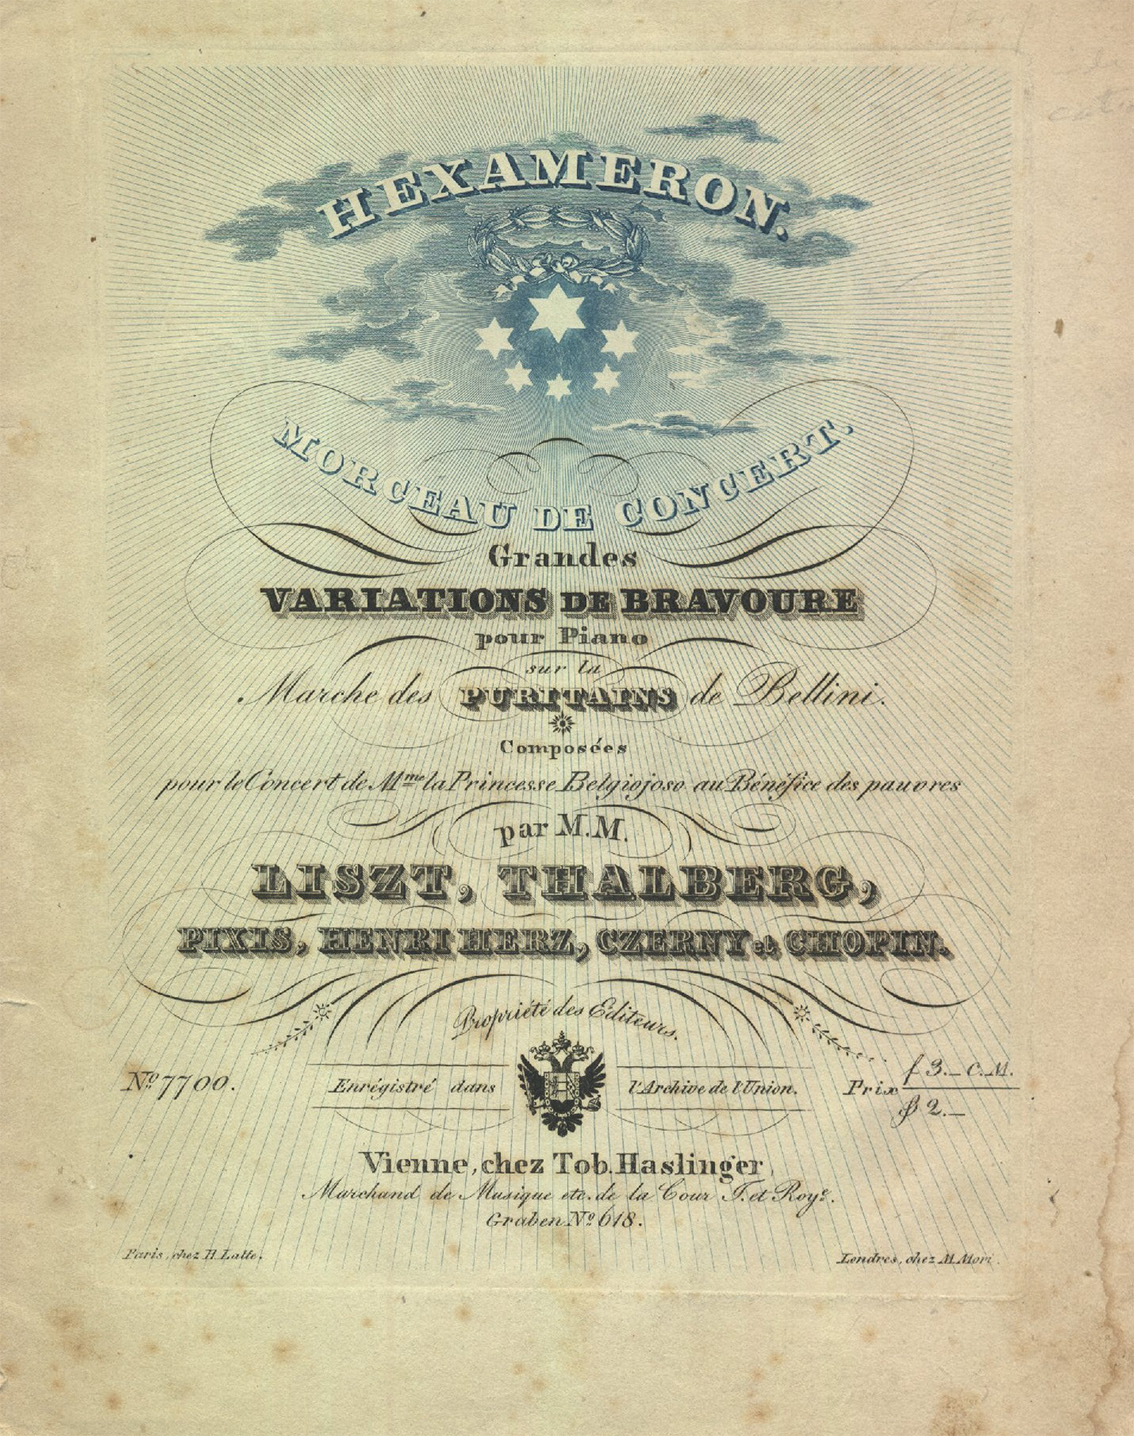 HEXAMERON.
MORCEAU DE CONCERT.
Grandes
VARIATIONS DE BRAVOURE
pour Piano
sur la
Marche des PURITAINS de Bellini.
Composées
pour le Concert de Mme la Princesse Belgiojoso au Bénéfice des pauvres
par M.M.
LISZT, THALBERG,
PIXIS, HENRI HERZ, CZERNY et CHOPIN.
Propriété des Editeurs.
No 7700.
Enrégistré dans l'Archive de l'Union.
Prix f 3.– C.M.
2.–
Vienne, chez Tob. Haslinger,
Marchand de Musique etc. de la Cour I. et Roye.
Graben No 618.
Paris, chez B. Latte.
Londres, chez M. Mori.